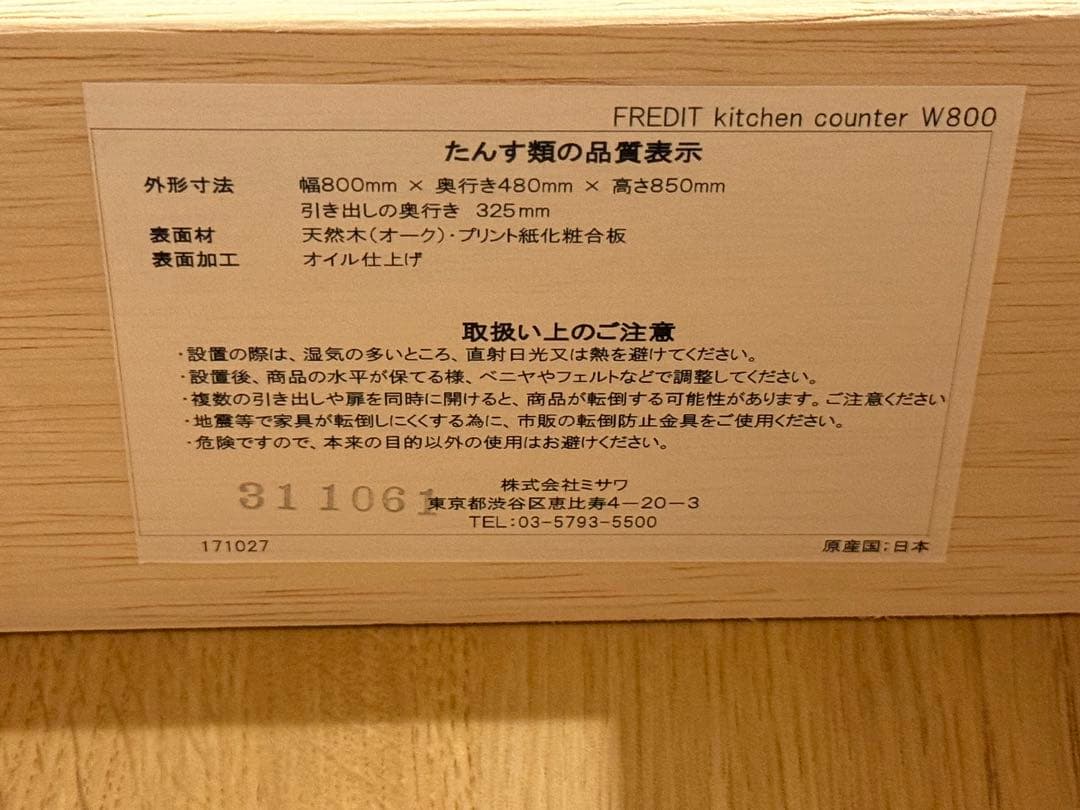 FREDIT kitchen counter W800
たんす類の品質表示
外形寸法 幅800mm × 奥行き480mm × 高さ850mm
引き出しの奥行き 325mm
表面材 天然木(オーク)・プリント紙化粧合板
表面加工 オイル仕上げ
取扱い上のご注意
・設置の際は、湿気の多いところ、直射日光又は熱を避けてください。
・設置後、商品の水平が保てる様、ベニヤやフェルトなどで調整してください。
・複数の引き出しや扉を同時に開けると、商品が転倒する可能性があります。ご注意ください
・地震等で家具が転倒しにくくする為に、市販の転倒防止金具をご使用ください。
・危険ですので、本来の目的以外の使用はお避けください。
株式会社ミサワ
311061
東京都渋谷区恵比寿4-20-3
TEL:03-5793-5500
171027 原産国;日本